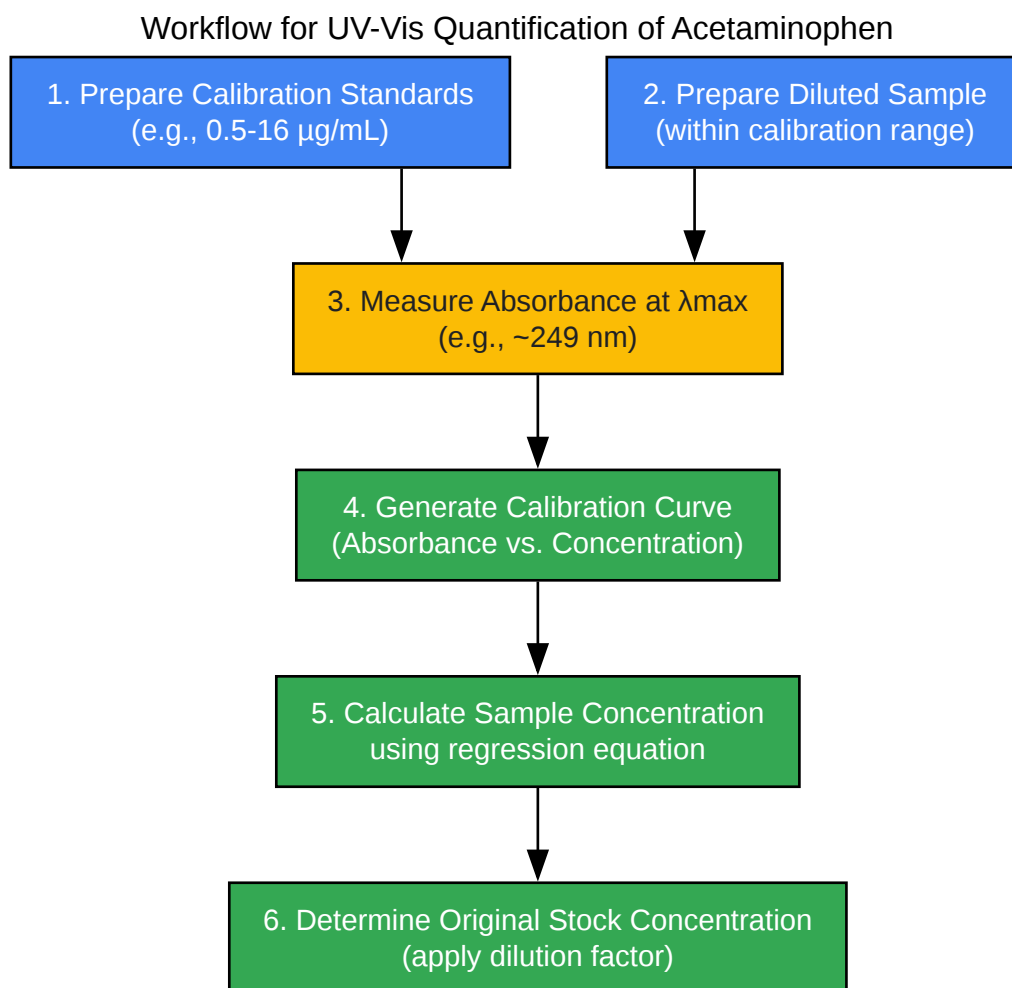 Workflow for UV-Vis Quantification of Acetaminophen
1. Prepare Calibration Standards
(e.g., 0.5-16 µg/mL)
2. Prepare Diluted Sample
(within calibration range)
3. Measure Absorbance at λmax
(e.g., ~249 nm)
4. Generate Calibration Curve
(Absorbance vs. Concentration)
5. Calculate Sample Concentration
using regression equation
6. Determine Original Stock Concentration
(apply dilution factor)